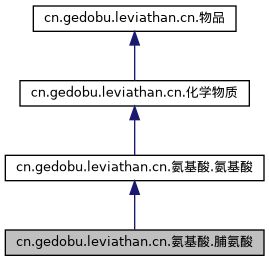 cn.gedobu.leviathan.cn.物品
cn.gedobu.leviathan.cn.化学物质
cn.gedobu.leviathan.cn.氨基酸.氨基酸
cn.gedobu.leviathan.cn.氨基酸.脯氨酸